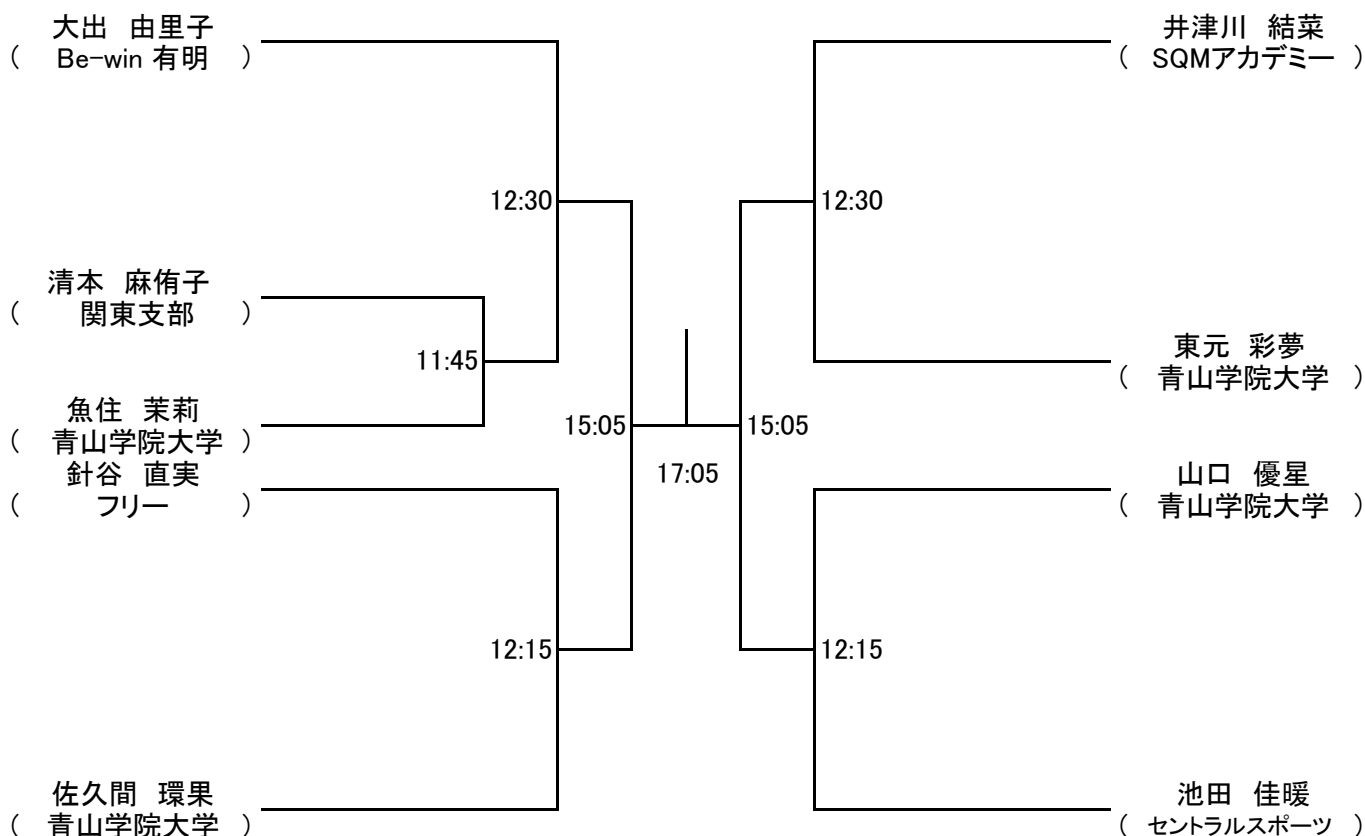 大出 由里子
( Be-win 有明 )
12:30
清本 麻侑子
( 関東支部 )
11:45
魚住 茉莉
( 青山学院大学 )
15:05
針谷 直実
( フリー )
12:15
佐久間 環果
( 青山学院大学 )
17:05
井津川 結菜
( SQMアカデミー )
12:30
東元 彩夢
( 青山学院大学 )
15:05
山口 優星
( 青山学院大学 )
12:15
池田 佳暖
( セントラルスポーツ )